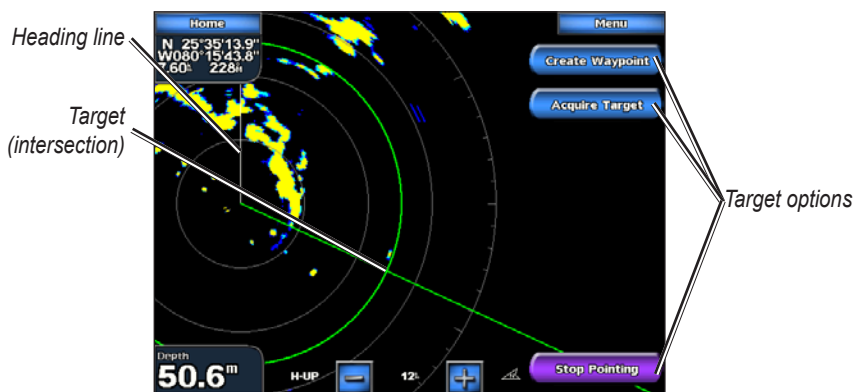 Heading line
Target
(intersection)
Home
N 25°35'13.9"
W080°15'43.8"
7.60
228
Menu
Create Waypoint
Acquire Target
Target options
Depth
50.6m
H-UP
12
Stop Pointing